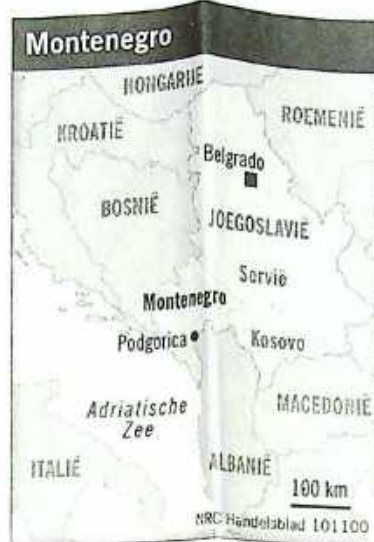 Montenegro
HONGARIJE
ROEMENIË
KROATIË
Belgrado
BOSNIË
JOEGOSLAVIË
Servië
Montenegro
Podgorica
Kosovo
Adriatische
Zee
MACEDONIË
ITALIË
ALBANIË
100 km
NRC Handelsblad 101100